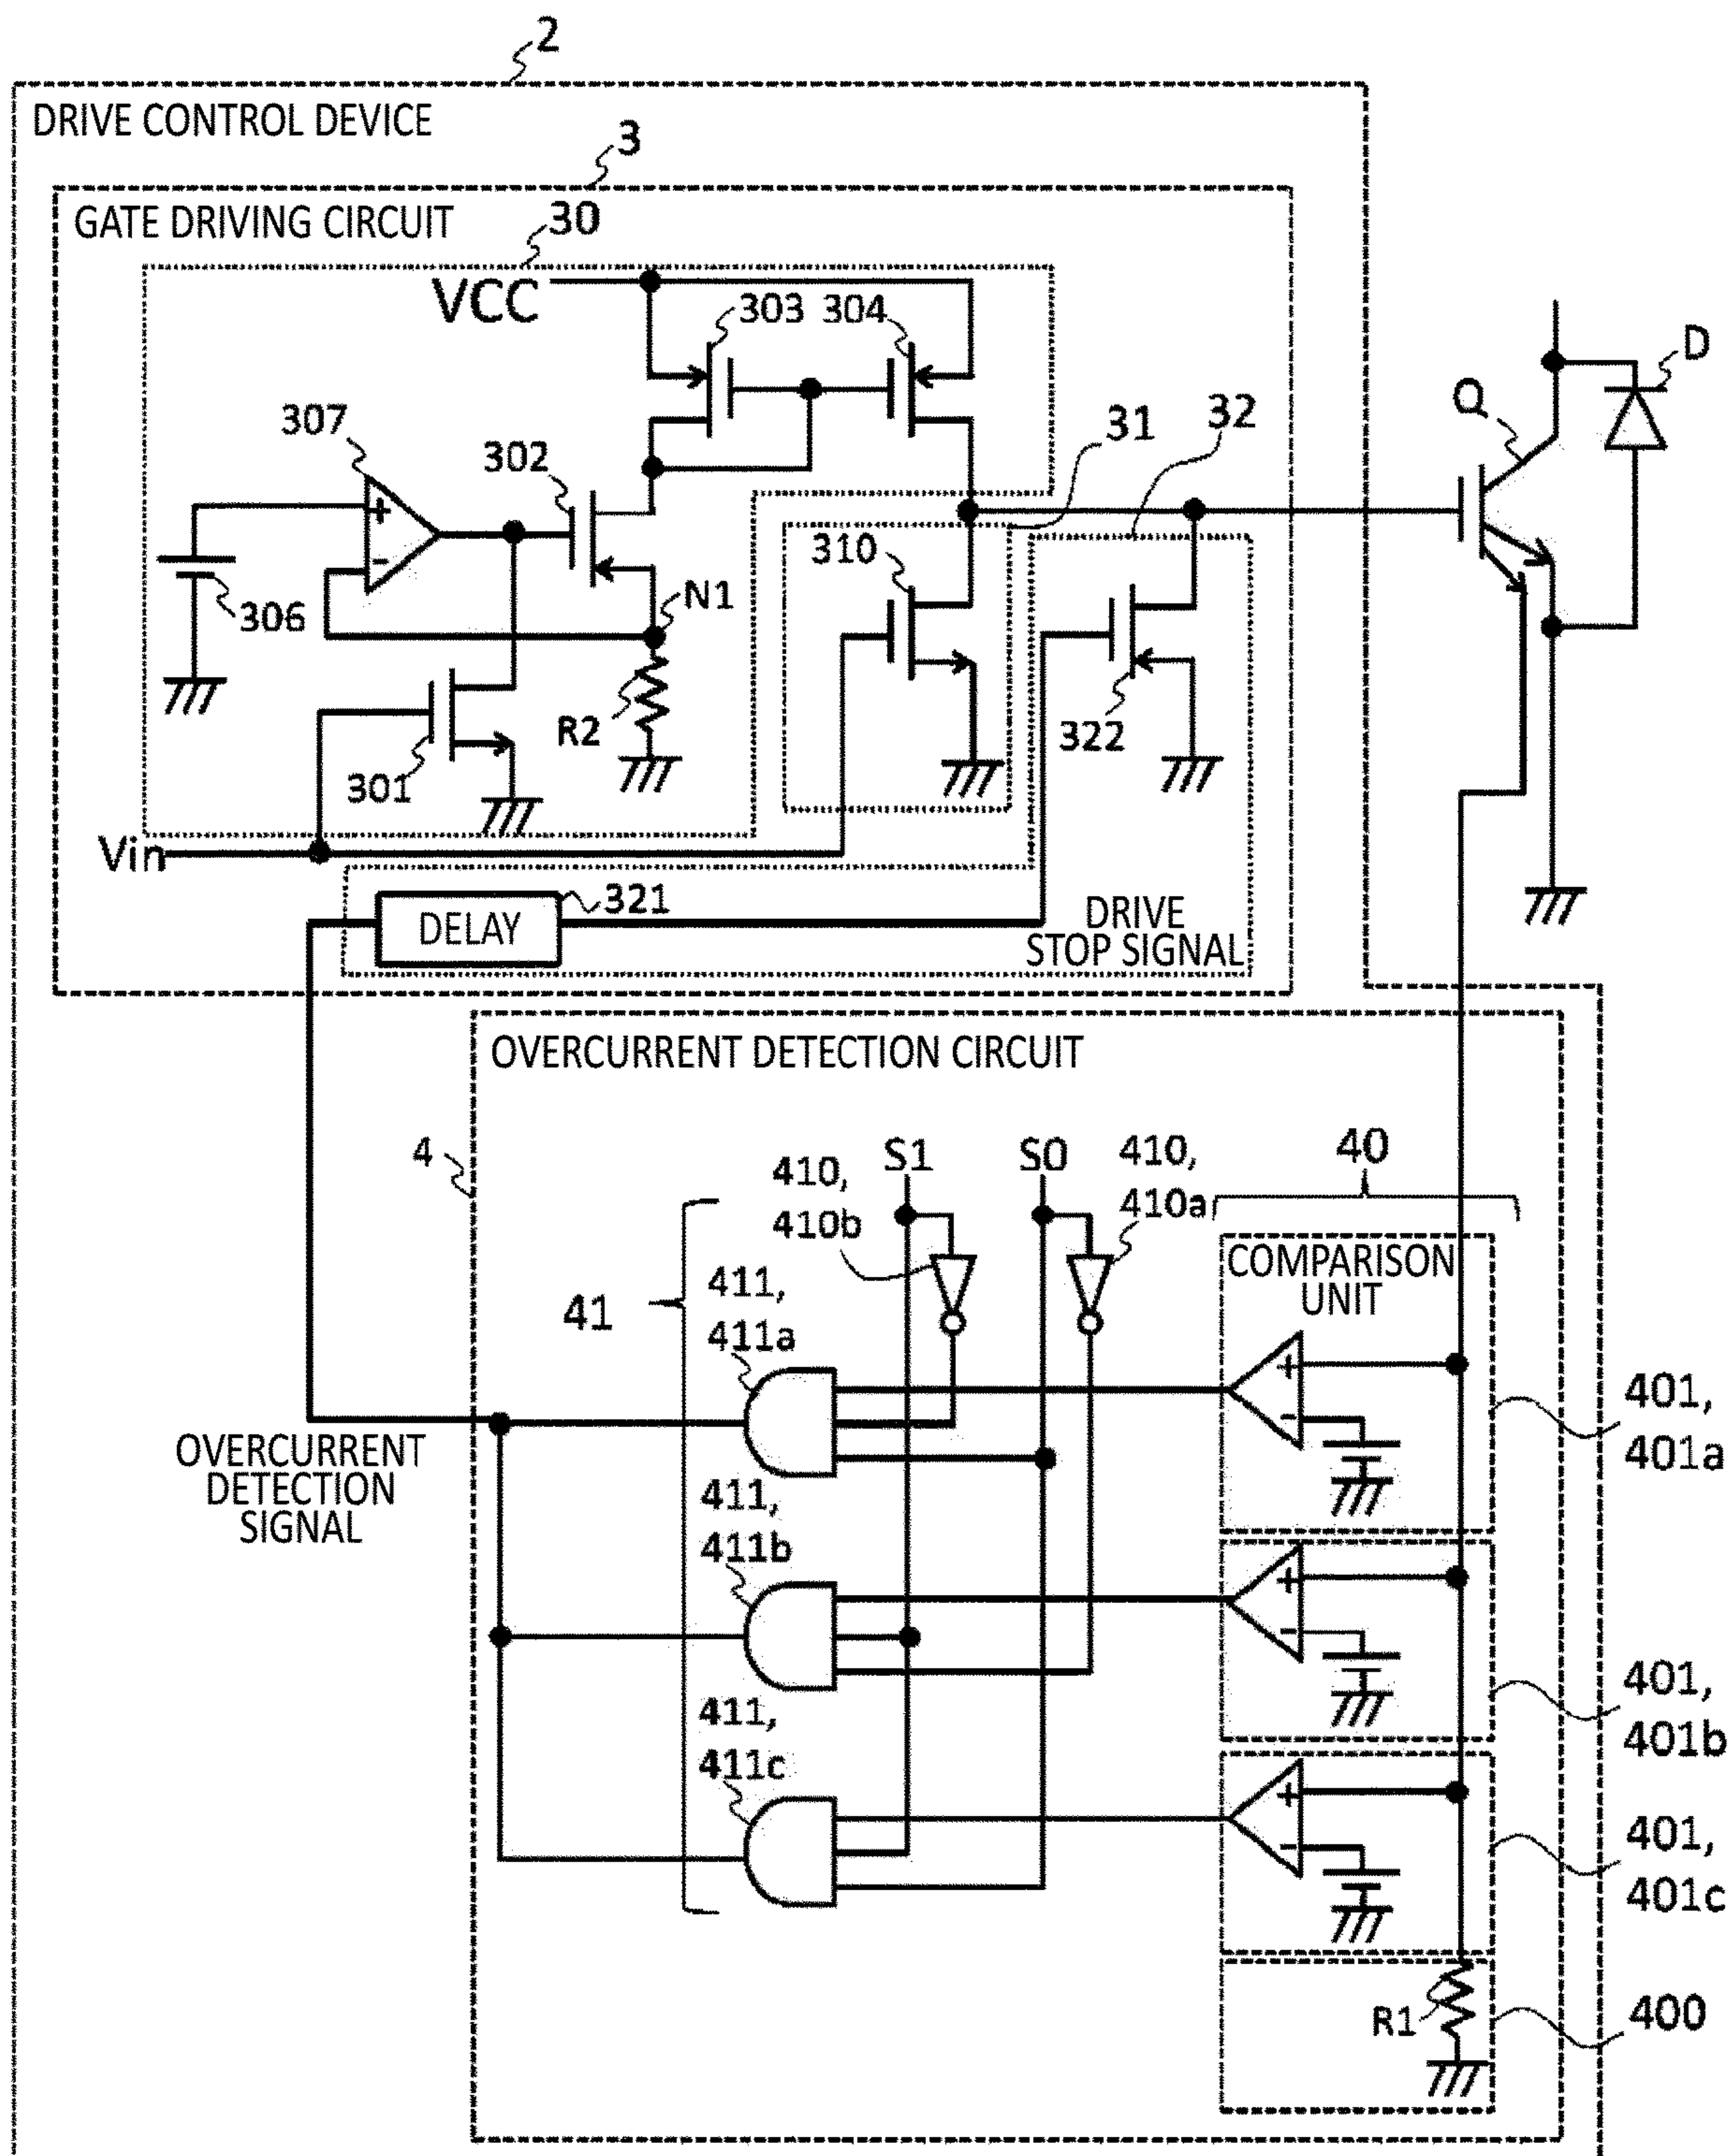 2
DRIVE CONTROL DEVICE
3
GATE DRIVING CIRCUIT
30
VCC
303
304
D
Q
307
302
31
32
310
306
N1
R2
322
301
Vin
321
DELAY
DRIVE
STOP SIGNAL
OVERCURRENT DETECTION CIRCUIT
4
410,
410b
S1
S0
410,
410a
40
COMPARISON
UNIT
41
411,
411a
+
-
401,
401a
OVERCURRENT
DETECTION
SIGNAL
411,
411b
+
-
401,
401b
411,
411c
+
-
401,
401c
R1
400